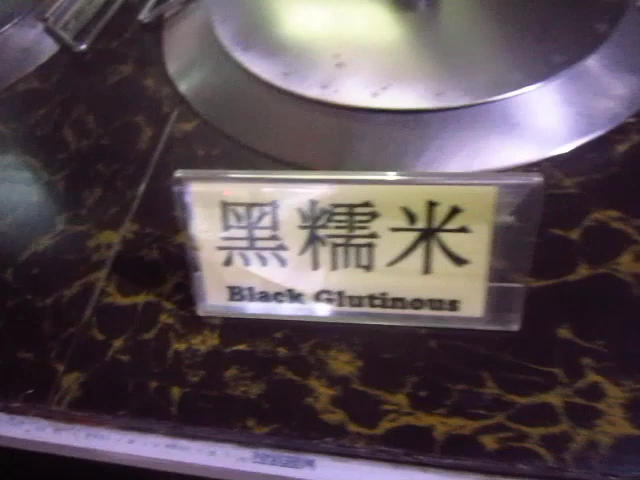 黑糯米
Black Glutinous